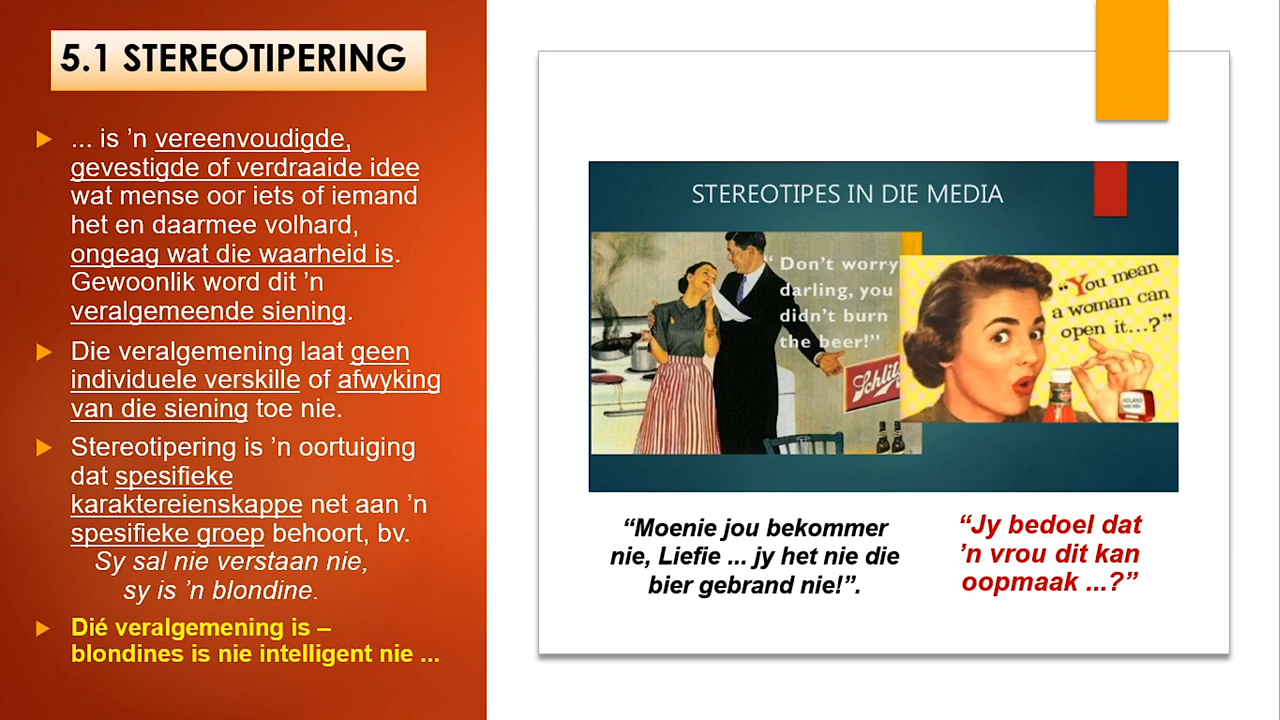 5.1 STEREOTIPERING
... is ’n vereenvoudigde,
gevestigde of verdraaide idee
wat mense oor iets of iemand
het en daarmee volhard,
ongeag wat die waarheid is.
Gewoonlik word dit ’n
veralgemeende siening.
Die veralgemening laat geen
individuele verskille of afwyking
van die siening toe nie.
Stereotipering is ’n oortuiging
dat spesifieke
karaktereienskappe net aan ’n
spesifieke groep behoort, bv.
Sy sal nie verstaan nie,
sy is ’n blondine.
Dié veralgemening is –
blondines is nie intelligent nie ...
STEREOTIPES IN DIE MEDIA
“Don’t worry
darling, you
didn’t burn
the beer!”
Schlitz
“You mean
a woman can
open it...?”
“Moenie jou bekommer
nie, Liefie ... jy het nie die
bier gebrand nie!”.
“Jy bedoel dat
’n vrou dit kan
oopmaak ...?”